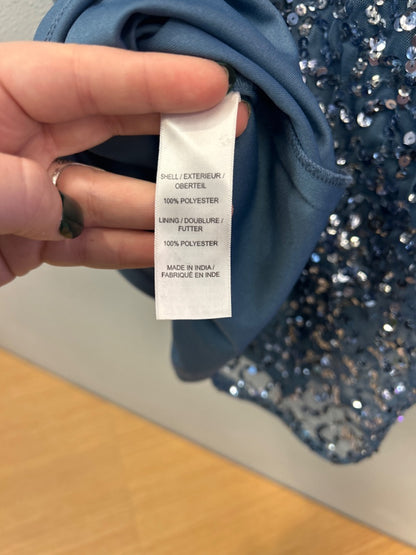 SHELL / EXTERIEUR /
OBERTEIL
100% POLYESTER
LINING / DOUBLURE /
FUTTER
100% POLYESTER
MADE IN INDIA /
FABRIQUÉ EN INDE